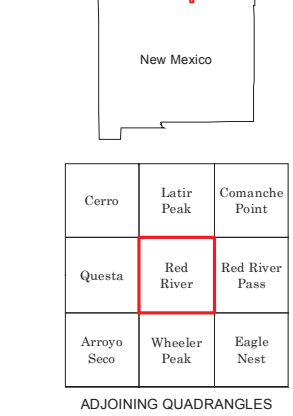 New Mexico
Cerro
Latir
Peak
Comanche
Point
Questa
Red
River
Red River
Pass
Arroyo
Seco
Wheeler
Peak
Eagle
Nest
ADJOINING QUADRANGLES